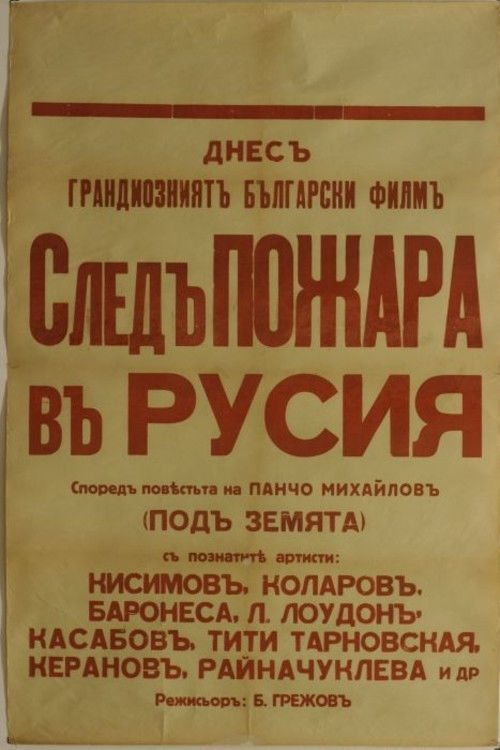 ДНЕСЪ
ГРАНДИОЗНИЯТЪ БЪЛГАРСКИ ФИЛМЪ
СЛЕДЪ ПОЖАРА
ВЪ РУСИЯ
Споредъ повѣстьта на ПАНЧО МИХАЙЛОВЪ
(ПОДЪ ЗЕМЯТА)
съ познатитѣ артисти:
КИСИМОВЪ, КОЛАРОВЪ,
БАРОНЕСА, Л. ЛОУДОНЪ,
КАСАБОВЪ, ТИТИ ТАРНОВСКАЯ,
КЕРАНОВЪ, РАЙНАЧУКЛЕВА И ДР
Режисьоръ: Б. ГРЕЖОВЪ